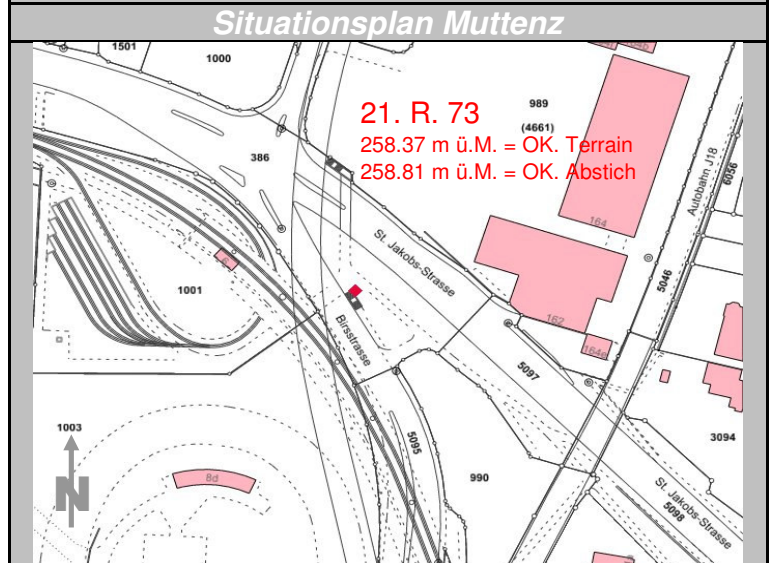 Situationsplan Muttenz
1501
1000
21. R. 73
258.37 m ü.M. = OK. Terrain
258.81 m ü.M. = OK. Abstich
989
(4661)
386
Autobahn J18
6056
164
St. Jakobs-Strasse
5046
6
1001
Birsstrasse
162
164a
5097
1003
5095
3094
N
8d
990
St. Jakobs-Strasse
5098